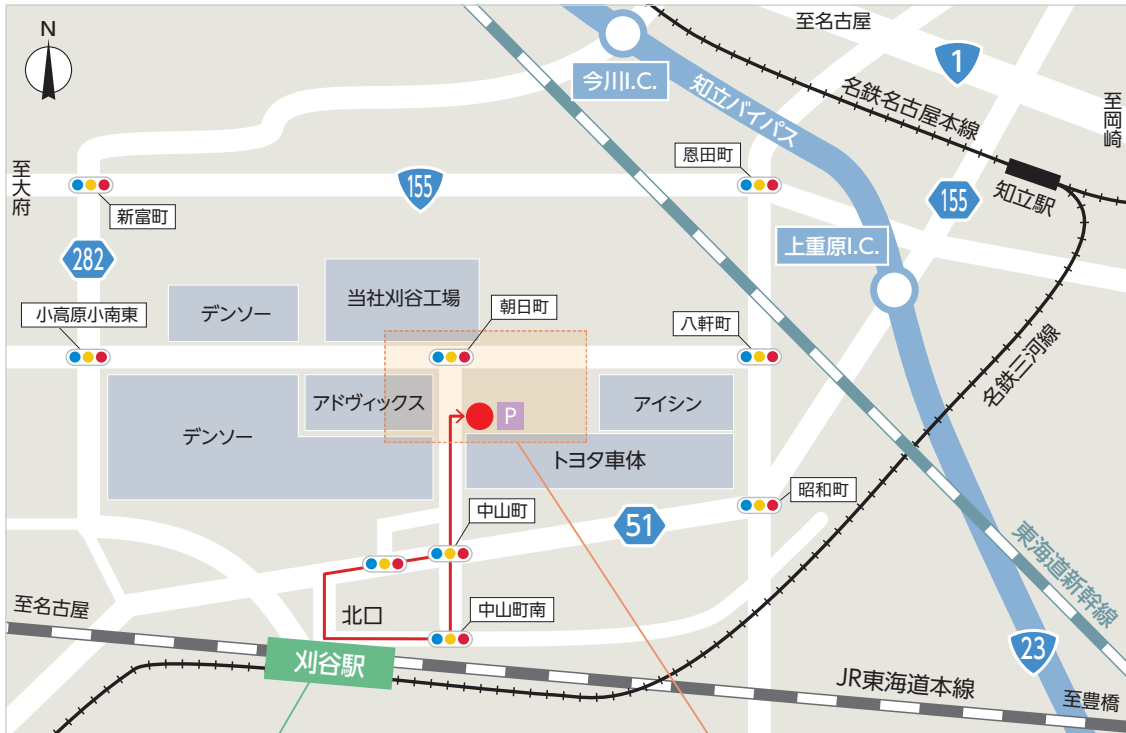 N
至名古屋
1
今川I.C.
知立バイパス
名鉄名古屋本線
至岡崎
恩田町
至大府
155
新富町
知立駅
155
上重原I.C.
282
当社刈谷工場
デンソー
小高原小南東
朝日町
八軒町
名鉄三河線
アドヴィックス
アイシン
P
デンソー
トヨタ車体
昭和町
中山町
51
東海道新幹線
至名古屋
北口
中山町南
刈谷駅
23
JR東海道本線
至豊橋